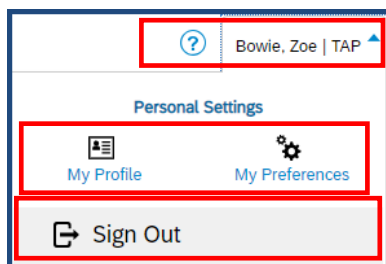 ? Bowie, Zoe | TAP
Personal Settings
My Profile My Preferences
Sign Out